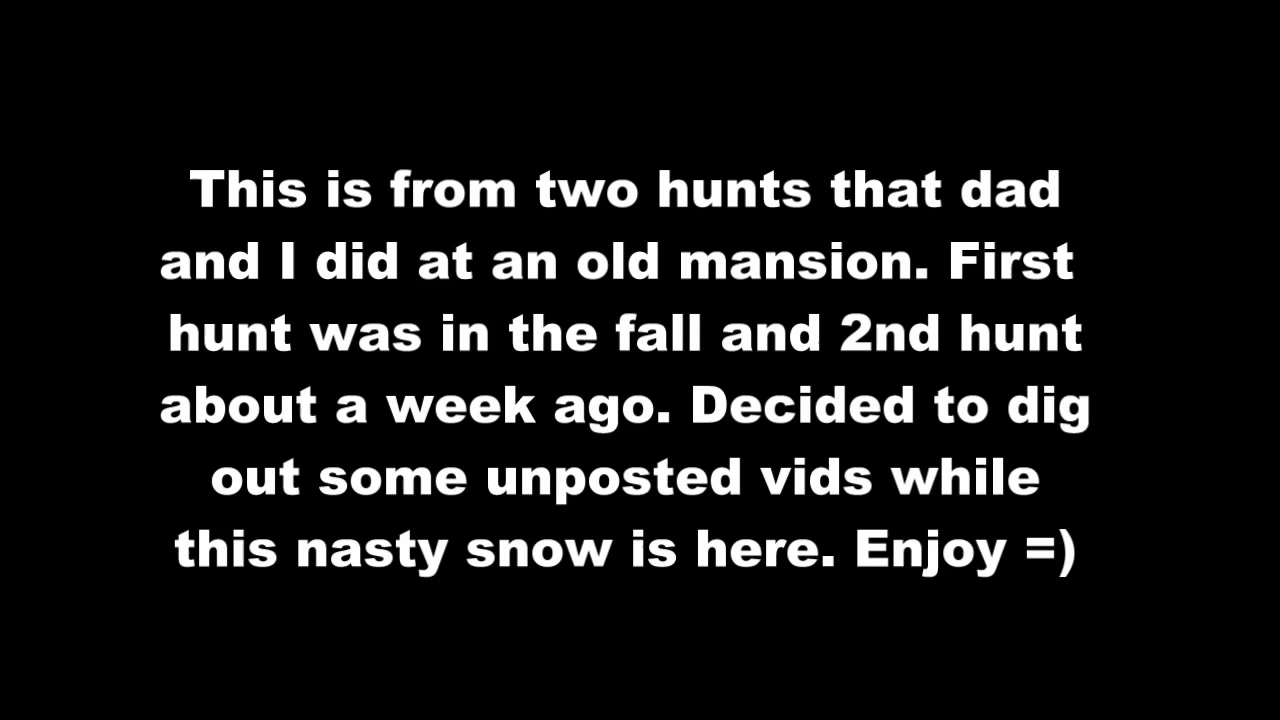 This is from two hunts that dad
and I did at an old mansion. First
hunt was in the fall and 2nd hunt
about a week ago. Decided to dig
out some unposted vids while
this nasty snow is here. Enjoy =)